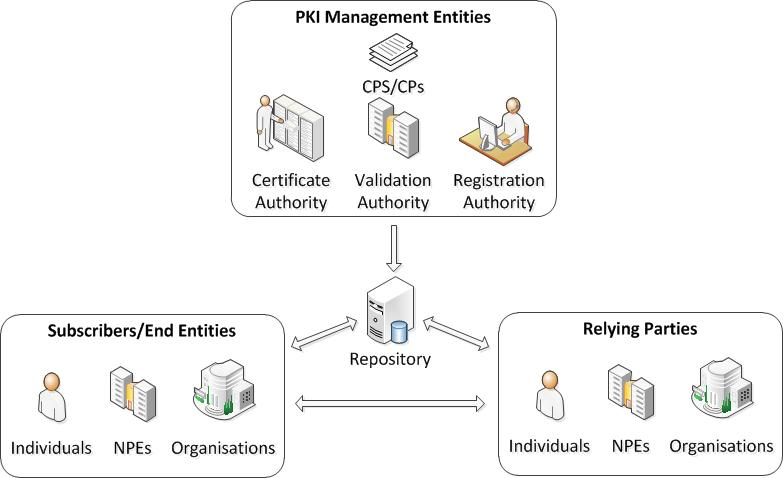 PKI Management Entities
CPS/CPs
Certificate Authority
Validation Authority
Registration Authority
Repository
Subscribers/End Entities
Individuals
NPEs
Organisations
Relying Parties
Individuals
NPEs
Organisations